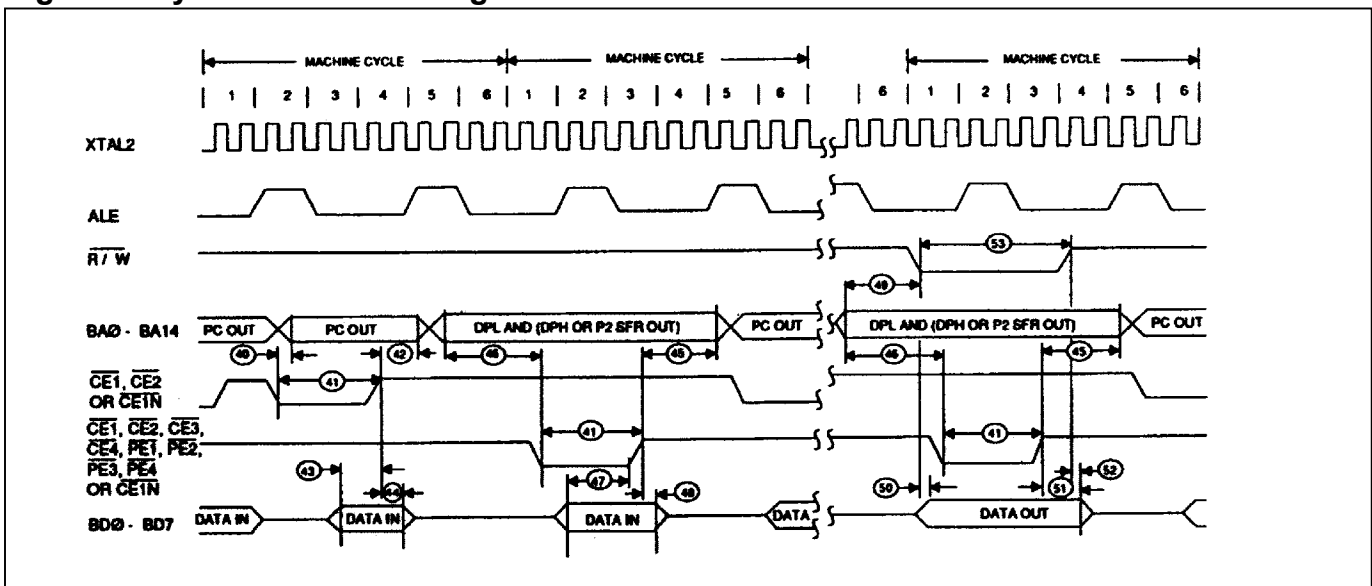 MACHINE CYCLE MACHINE CYCLE MACHINE CYCLE
1 2 3 4 5 6 1 2 3 4 5 6 6 1 2 3 4 5 6
XTAL2
ALE
R / W
53
49
BAØ - BA14 PC OUT PC OUT DPL AND (DPH OR P2 SFR OUT) PC OUT DPL AND (DPH OR P2 SFR OUT) PC OUT
40 42 46 45 46 45
CE1, CE2
OR CE1N
41
CE1, CE2, CE3,
CE4, PE1, PE2,
PE3, PE4
OR CE1N
41 41
43 44 47 48 50 51 52
BDØ - BD7 DATA IN DATA IN DATA IN DATA DATA OUT